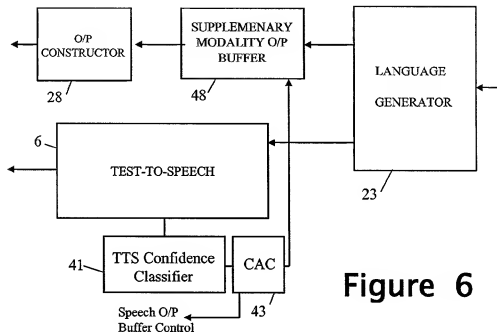 O/P
CONSTRUCTOR
28
SUPPLEMENARY
MODALITY O/P
BUFFER
48
LANGUAGE
GENERATOR
23
6
TEST-TO-SPEECH
41
TTS Confidence
Classifier
CAC
43
Speech O/P
Buffer Control
Figure 6